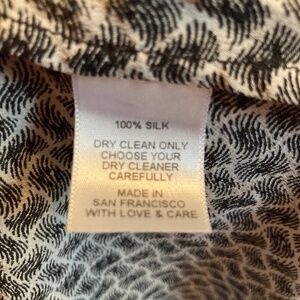 100% SILK
DRY CLEAN ONLY
CHOOSE YOUR
DRY CLEANER
CAREFULLY
MADE IN
SAN FRANCISCO
WITH LOVE & CARE